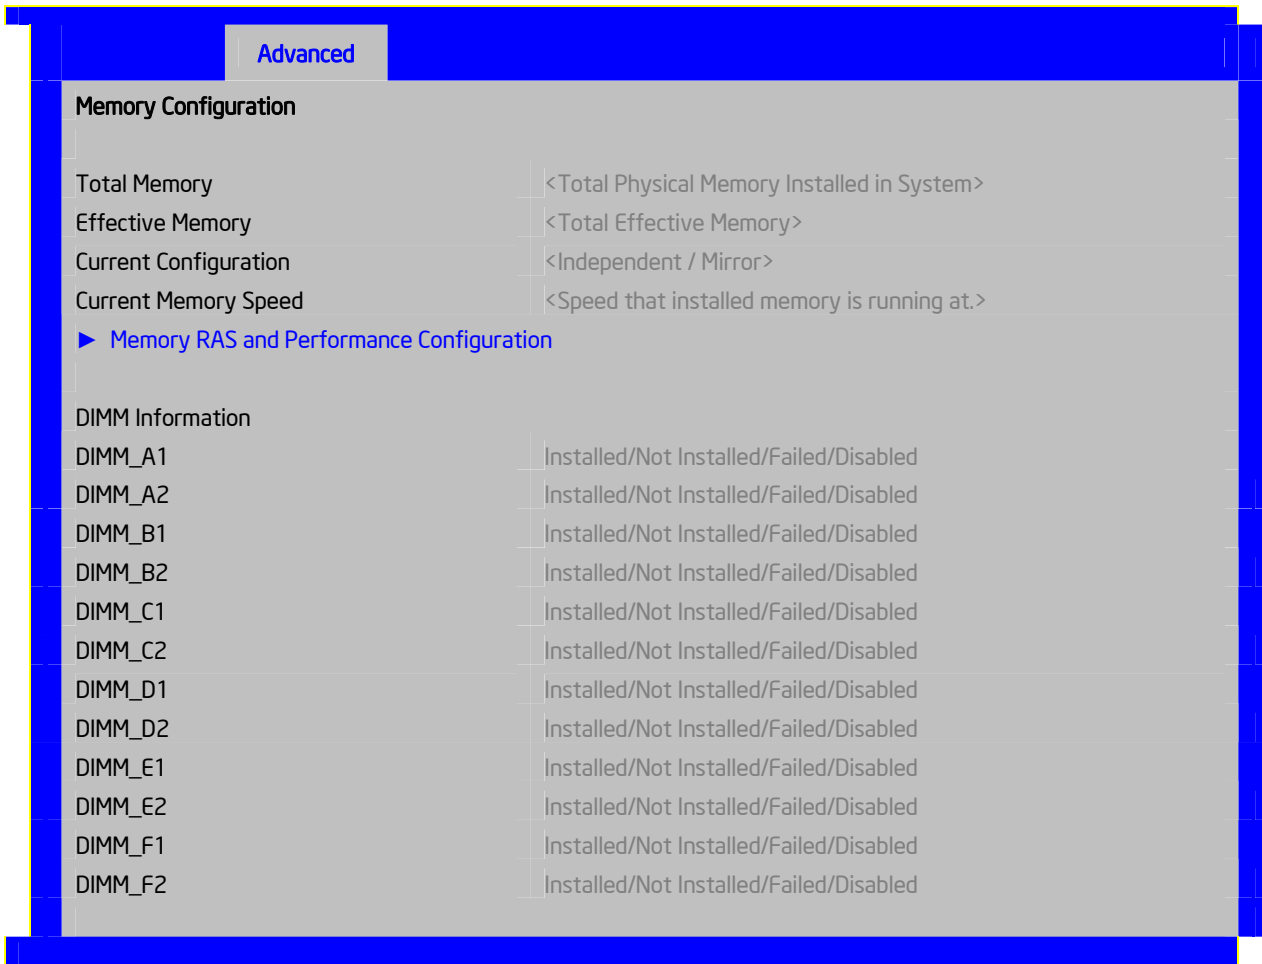 Advanced
Memory Configuration
Total Memory <Total Physical Memory Installed in System>
Effective Memory <Total Effective Memory>
Current Configuration <Independent / Mirror>
Current Memory Speed <Speed that installed memory is running at.>
► Memory RAS and Performance Configuration
DIMM Information
DIMM_A1 Installed/Not Installed/Failed/Disabled
DIMM_A2 Installed/Not Installed/Failed/Disabled
DIMM_B1 Installed/Not Installed/Failed/Disabled
DIMM_B2 Installed/Not Installed/Failed/Disabled
DIMM_C1 Installed/Not Installed/Failed/Disabled
DIMM_C2 Installed/Not Installed/Failed/Disabled
DIMM_D1 Installed/Not Installed/Failed/Disabled
DIMM_D2 Installed/Not Installed/Failed/Disabled
DIMM_E1 Installed/Not Installed/Failed/Disabled
DIMM_E2 Installed/Not Installed/Failed/Disabled
DIMM_F1 Installed/Not Installed/Failed/Disabled
DIMM_F2 Installed/Not Installed/Failed/Disabled